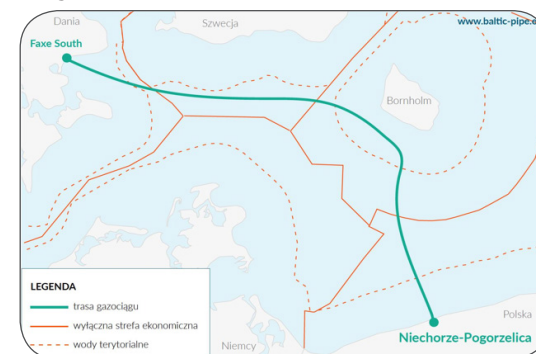 Dania
Szwecja
www.baltic-pipe.e
Faxe South
Bornholm
LEGENDA
trasa gazociągu
wyłączna strefa ekonomiczna
wody terytorialne
Niemcy
Polska
Niechorze-Pogorzelica